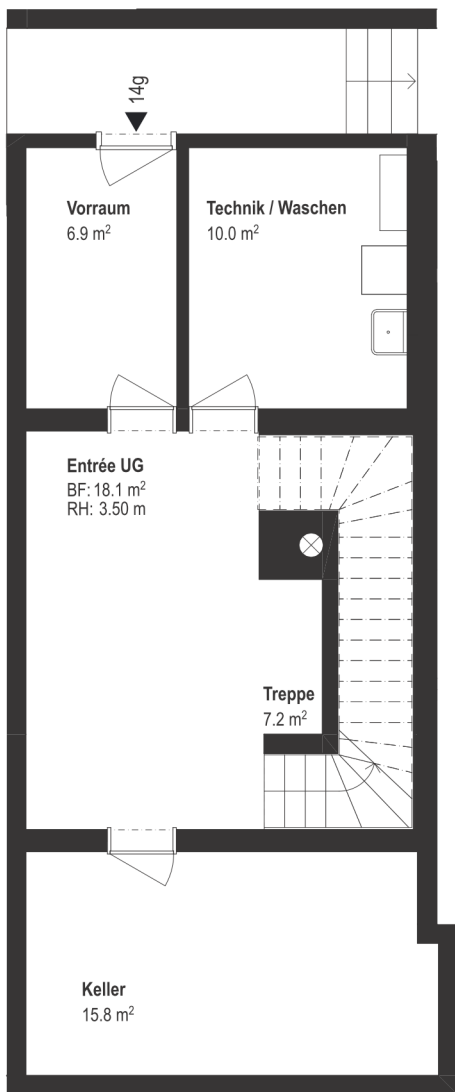 14g
Vorraum
6.9 m²
Technik / Waschen
10.0 m²
Entrée UG
BF: 18.1 m²
RH: 3.50 m
Treppe
7.2 m²
Keller
15.8 m²